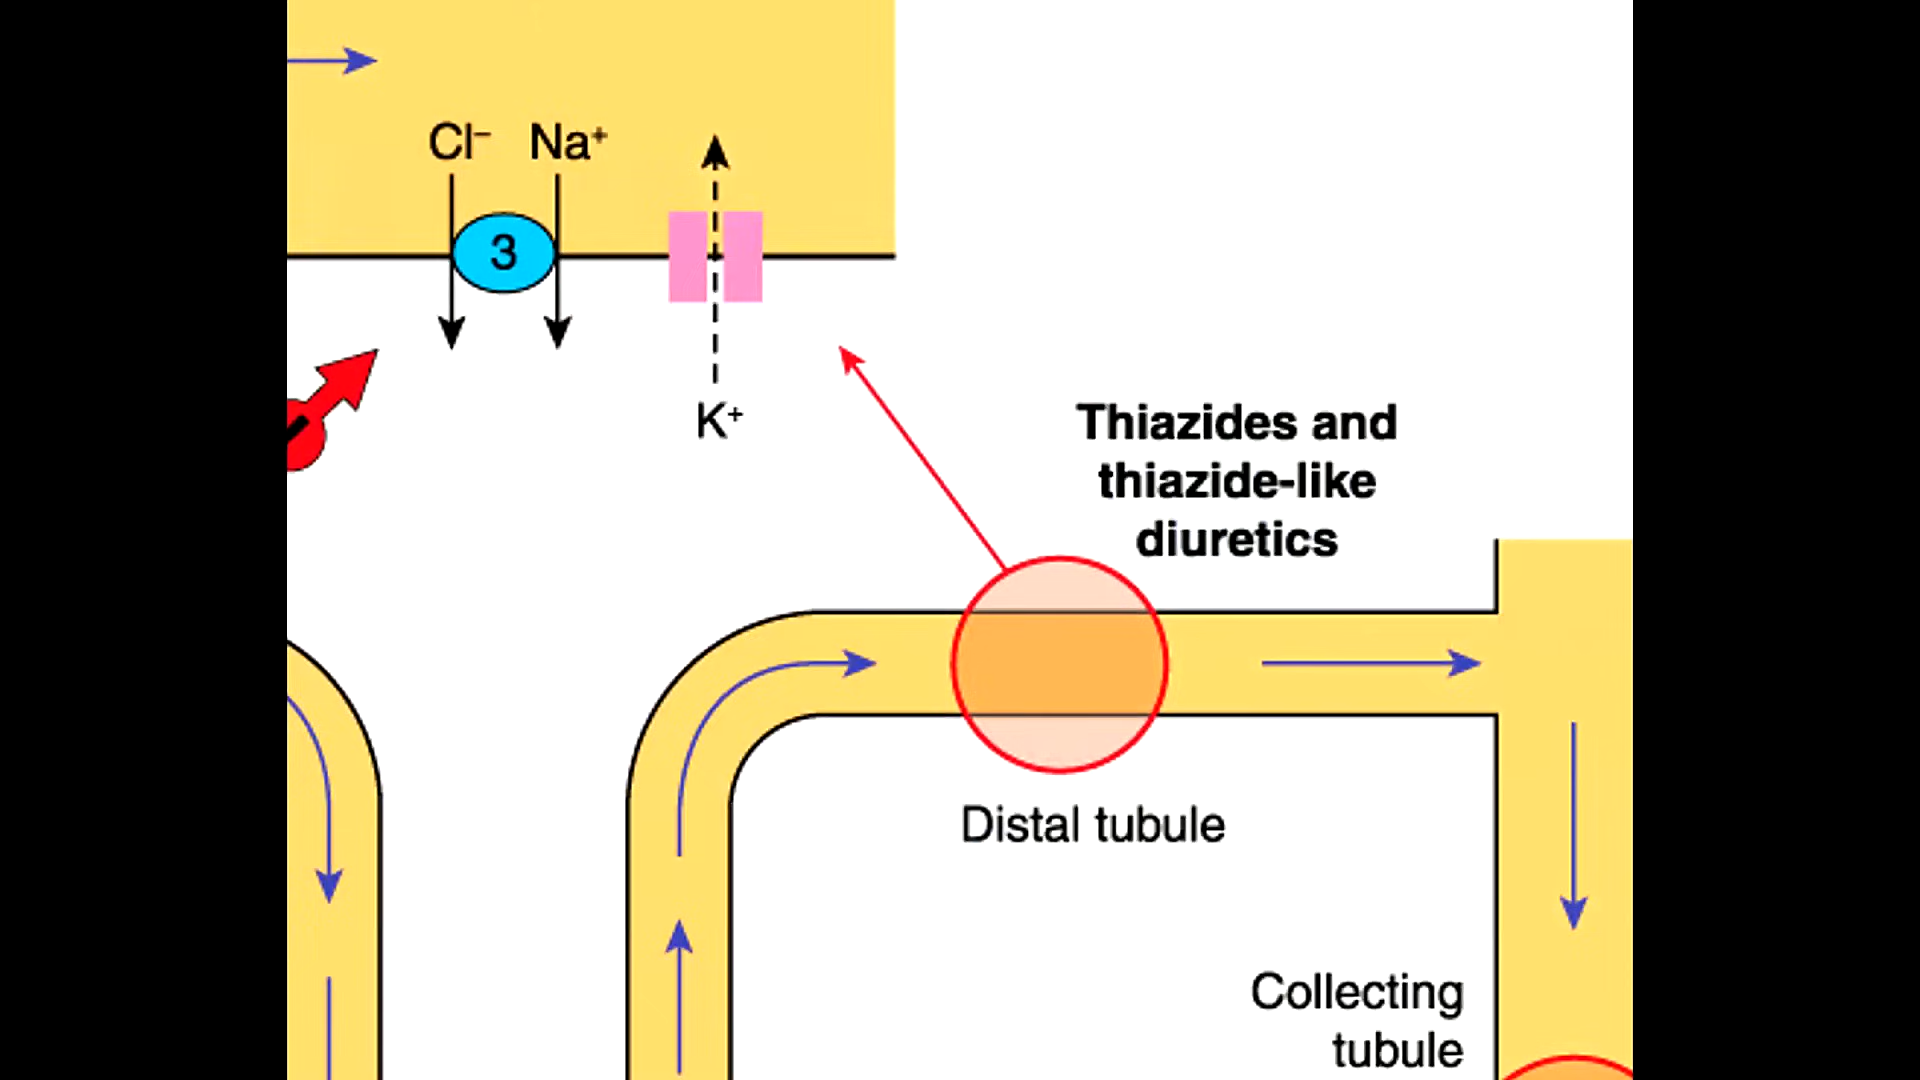 Cl⁻ Na⁺
3
K⁺
Thiazides and
thiazide-like
diuretics
Distal tubule
Collecting
tubule